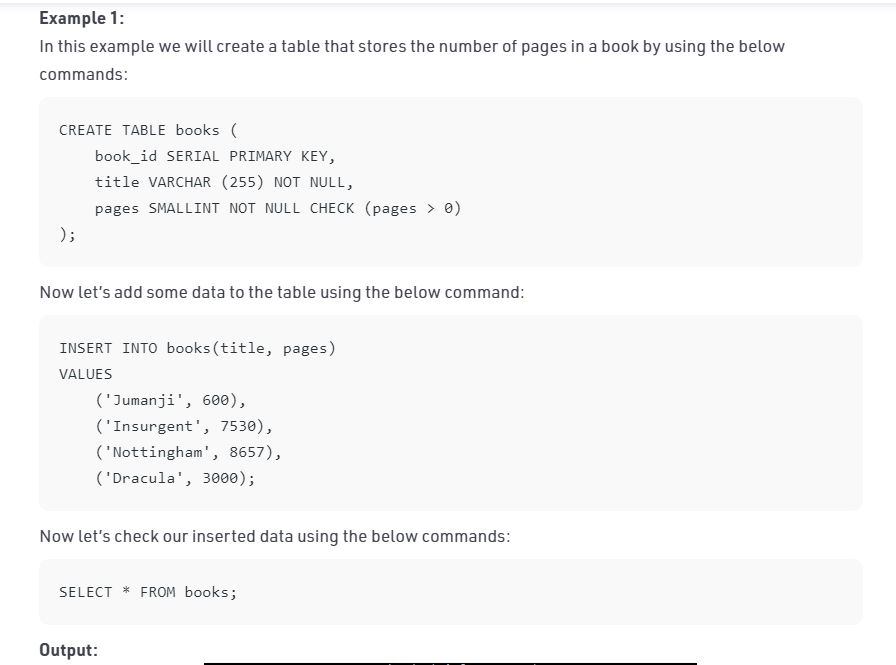 Example 1:
In this example we will create a table that stores the number of pages in a book by using the below
commands:
CREATE TABLE books (
    book_id SERIAL PRIMARY KEY,
    title VARCHAR (255) NOT NULL,
    pages SMALLINT NOT NULL CHECK (pages > 0)
);
Now let's add some data to the table using the below command:
INSERT INTO books(title, pages)
VALUES
    ('Jumanji', 600),
    ('Insurgent', 7530),
    ('Nottingham', 8657),
    ('Dracula', 3000);
Now let's check our inserted data using the below commands:
SELECT * FROM books;
Output: